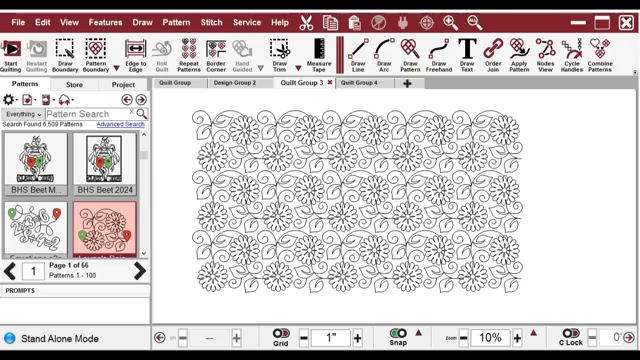 File Edit View Features Draw Pattern Stitch Service Help
ALL
Start Quilting
Restart Quilting
Draw Boundary
Pattern Boundary
Edge to Edge
Roll Quilt
Repeat Patterns
Border Corner
Hand Guided
Draw Trim
Measure Tape
Draw Line
Draw Arc
Draw Pattern
Draw Freehand
Draw Text
Order Join
Apply Pattern
Nodes View
Cycle Handles
Combine Patterns
Patterns Store Project
Quilt Group Design Group 2 Quilt Group 3 Quilt Group 4
Everything Pattern Search
Search Found 6,509 Patterns Advanced Search
BHS Beet M... BHS Beet 2024
1 Page 1 of 66
Patterns 1 - 100
PROMPTS
Stand Alone Mode
-- Grid 1" Snap Zoom 10% C Lock